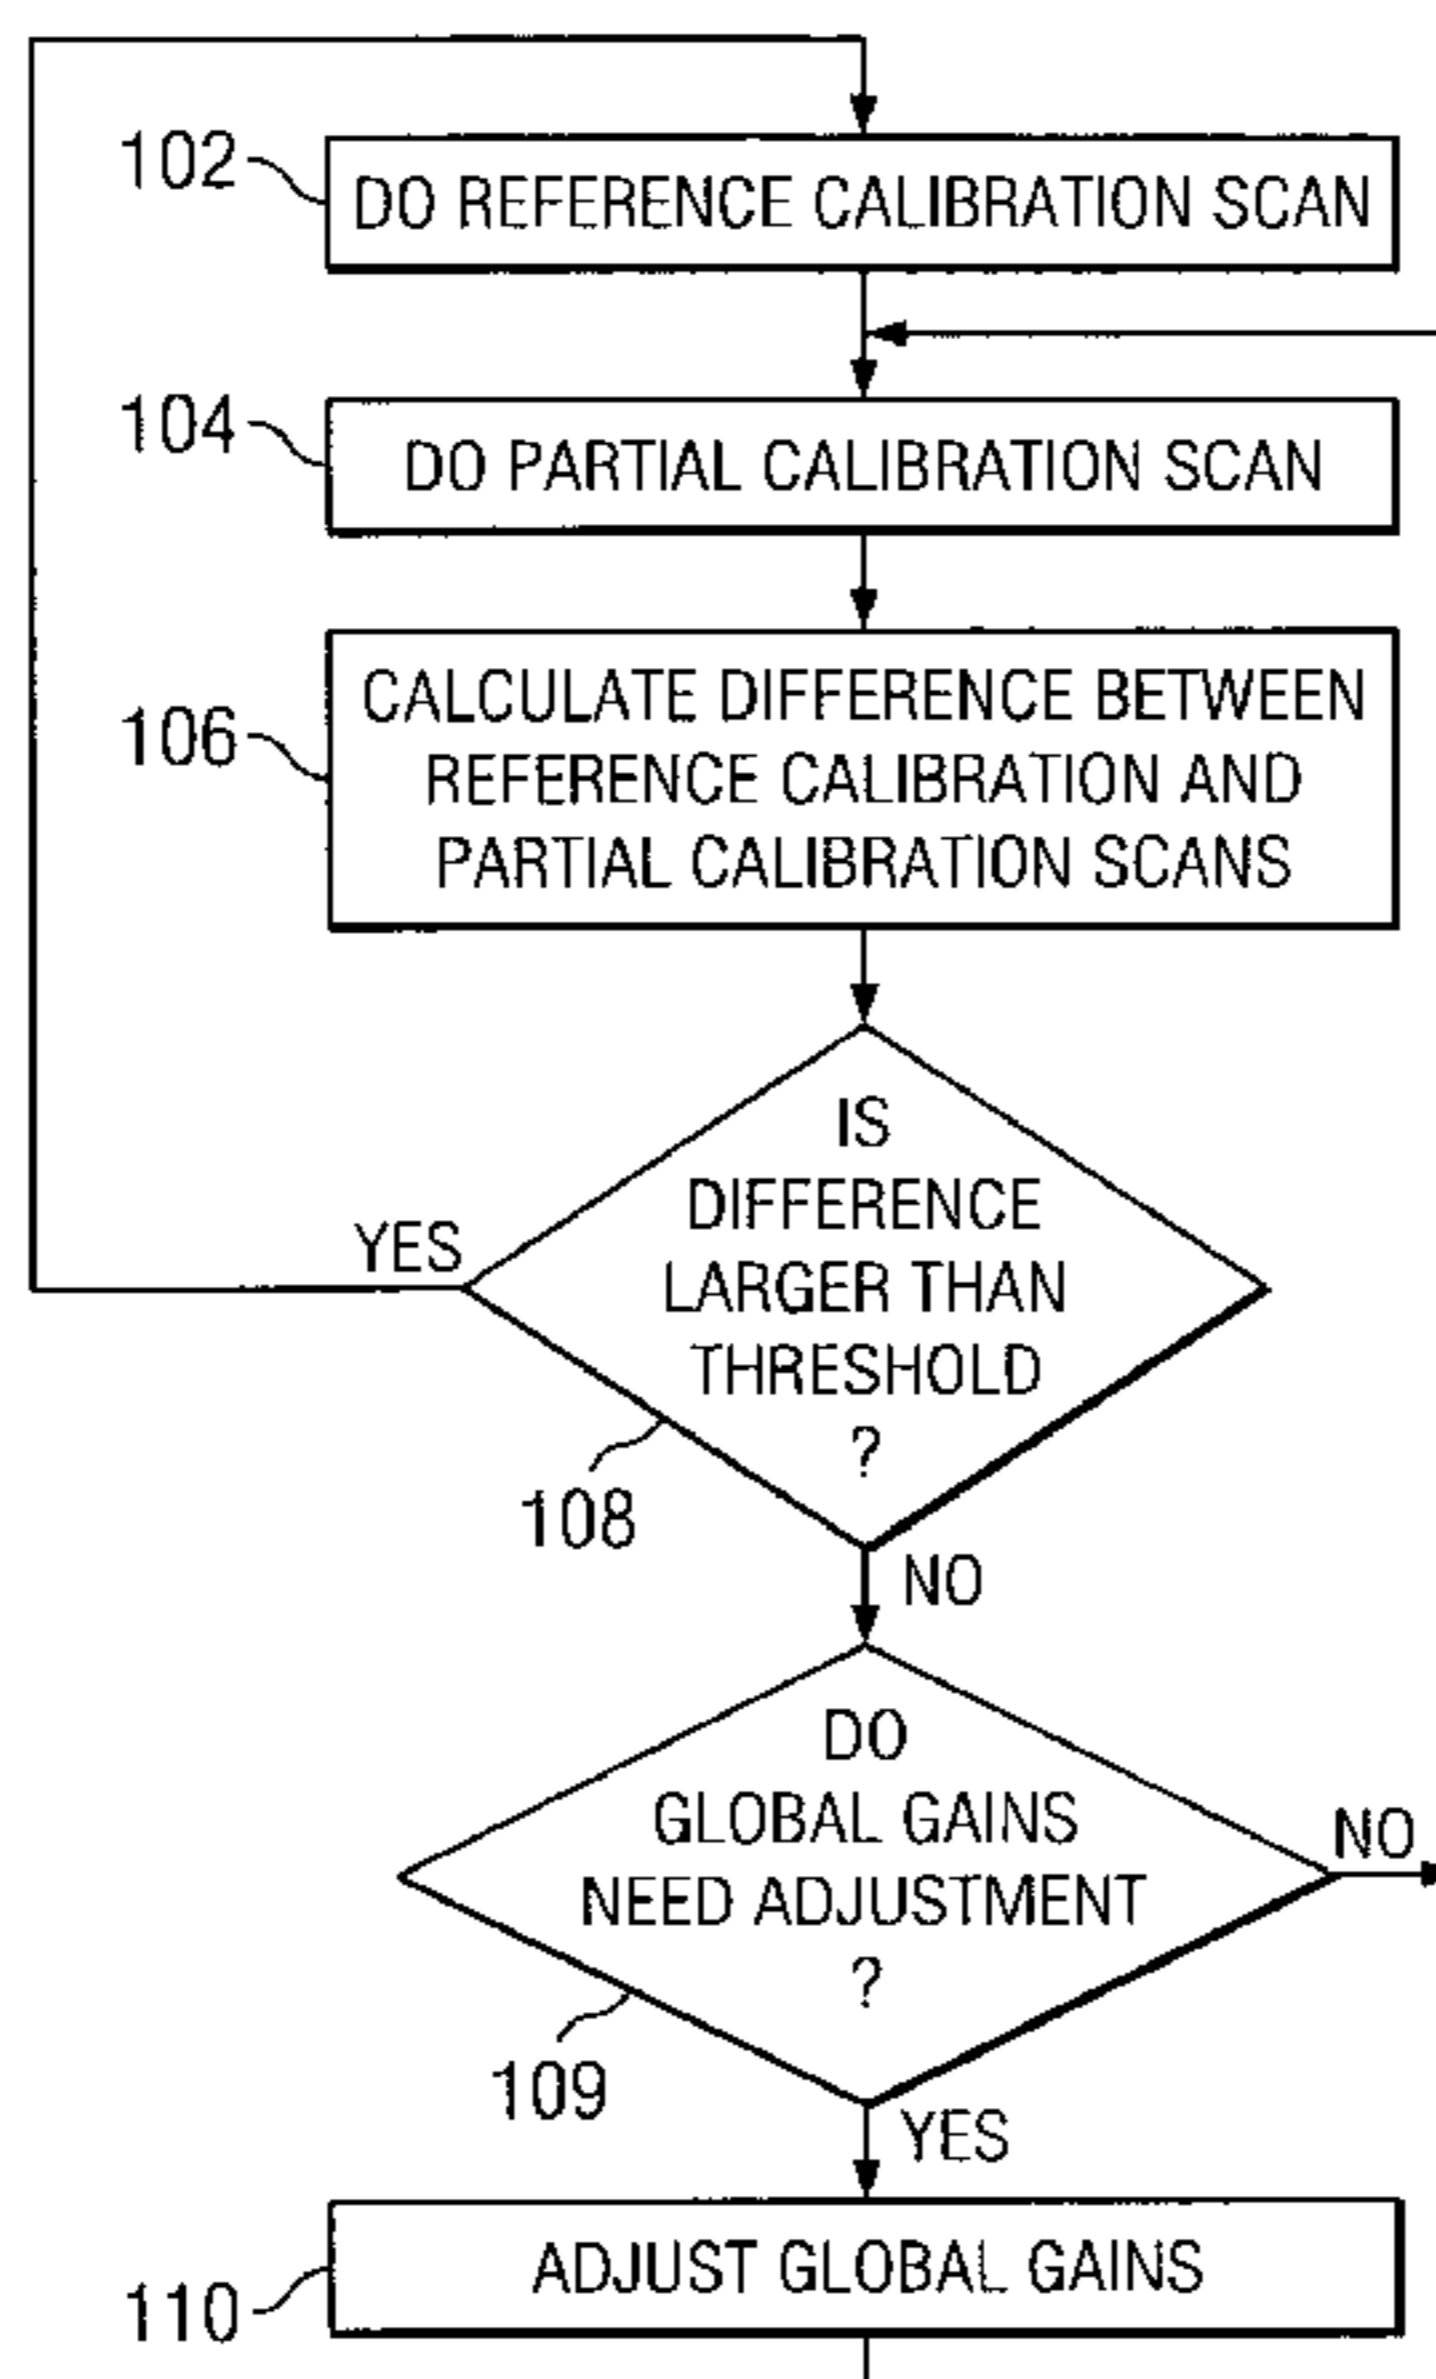 102
DO REFERENCE CALIBRATION SCAN
104
DO PARTIAL CALIBRATION SCAN
106
CALCULATE DIFFERENCE BETWEEN
REFERENCE CALIBRATION AND
PARTIAL CALIBRATION SCANS
IS
DIFFERENCE
LARGER THAN
THRESHOLD
?
YES
108
NO
DO
GLOBAL GAINS
NEED ADJUSTMENT
?
NO
109
YES
110
ADJUST GLOBAL GAINS